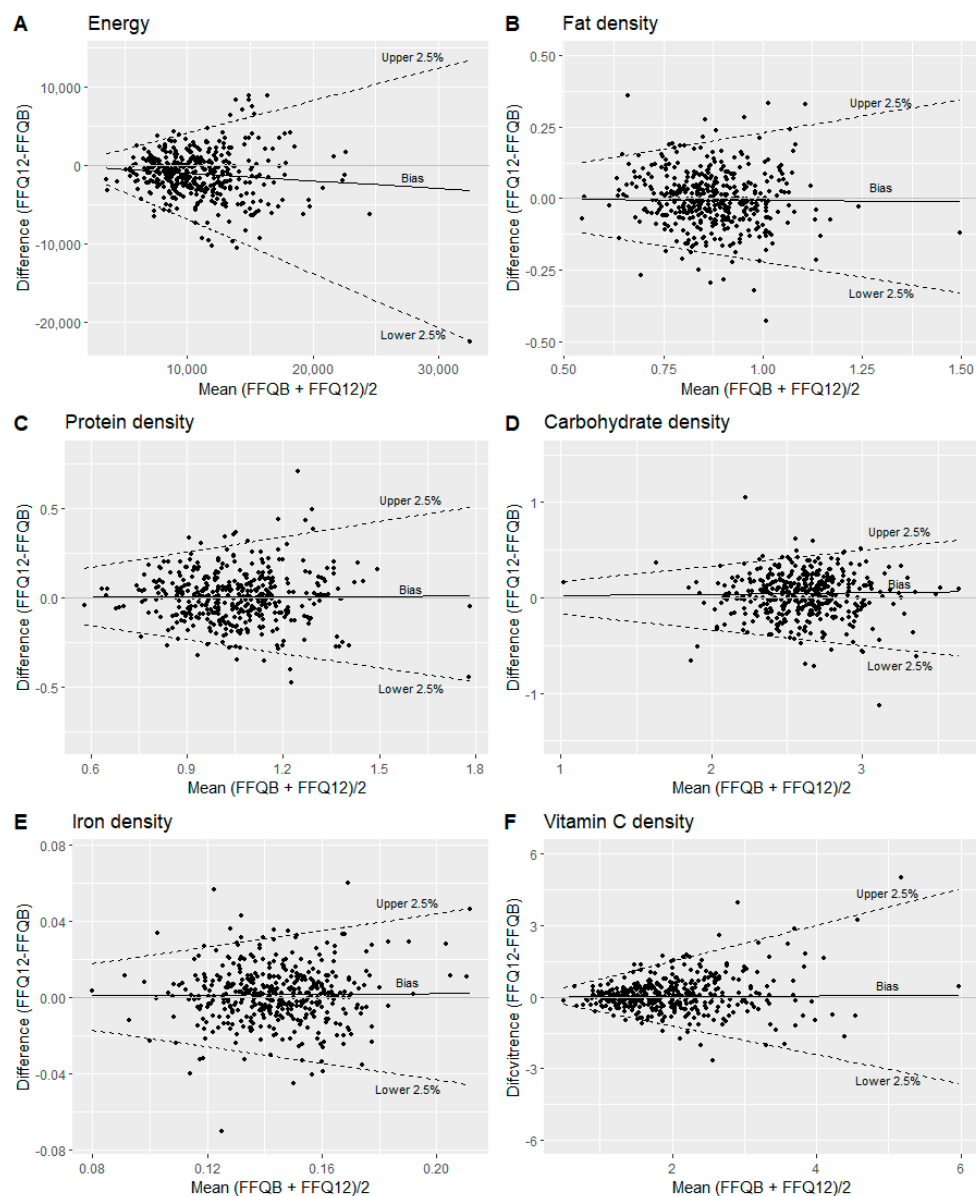 A Energy
Difference (FFQ12-FFQB)
10,000
0
-10,000
-20,000
Upper 2.5%
Bias
Lower 2.5%
10,000 20,000 30,000
Mean (FFQB + FFQ12)/2
B Fat density
Difference (FFQ12-FFQB)
0.50
0.25
0.00
-0.25
-0.50
Upper 2.5%
Bias
Lower 2.5%
0.50 0.75 1.00 1.25 1.50
Mean (FFQB + FFQ12)/2
C Protein density
Difference (FFQ12-FFQB)
0.5
0.0
-0.5
Upper 2.5%
Bias
Lower 2.5%
0.6 0.9 1.2 1.5 1.8
Mean (FFQB + FFQ12)/2
D Carbohydrate density
Difference (FFQ12-FFQB)
1
0
-1
Upper 2.5%
Bias
Lower 2.5%
1 2 3
Mean (FFQB + FFQ12)/2
E Iron density
Difference (FFQ12-FFQB)
0.08
0.04
0.00
-0.04
-0.08
Upper 2.5%
Bias
Lower 2.5%
0.08 0.12 0.16 0.20
Mean (FFQB + FFQ12)/2
F Vitamin C density
Difcvitrence (FFQ12-FFQB)
6
3
0
-3
-6
Upper 2.5%
Bias
Lower 2.5%
2 4 6
Mean (FFQB + FFQ12)/2